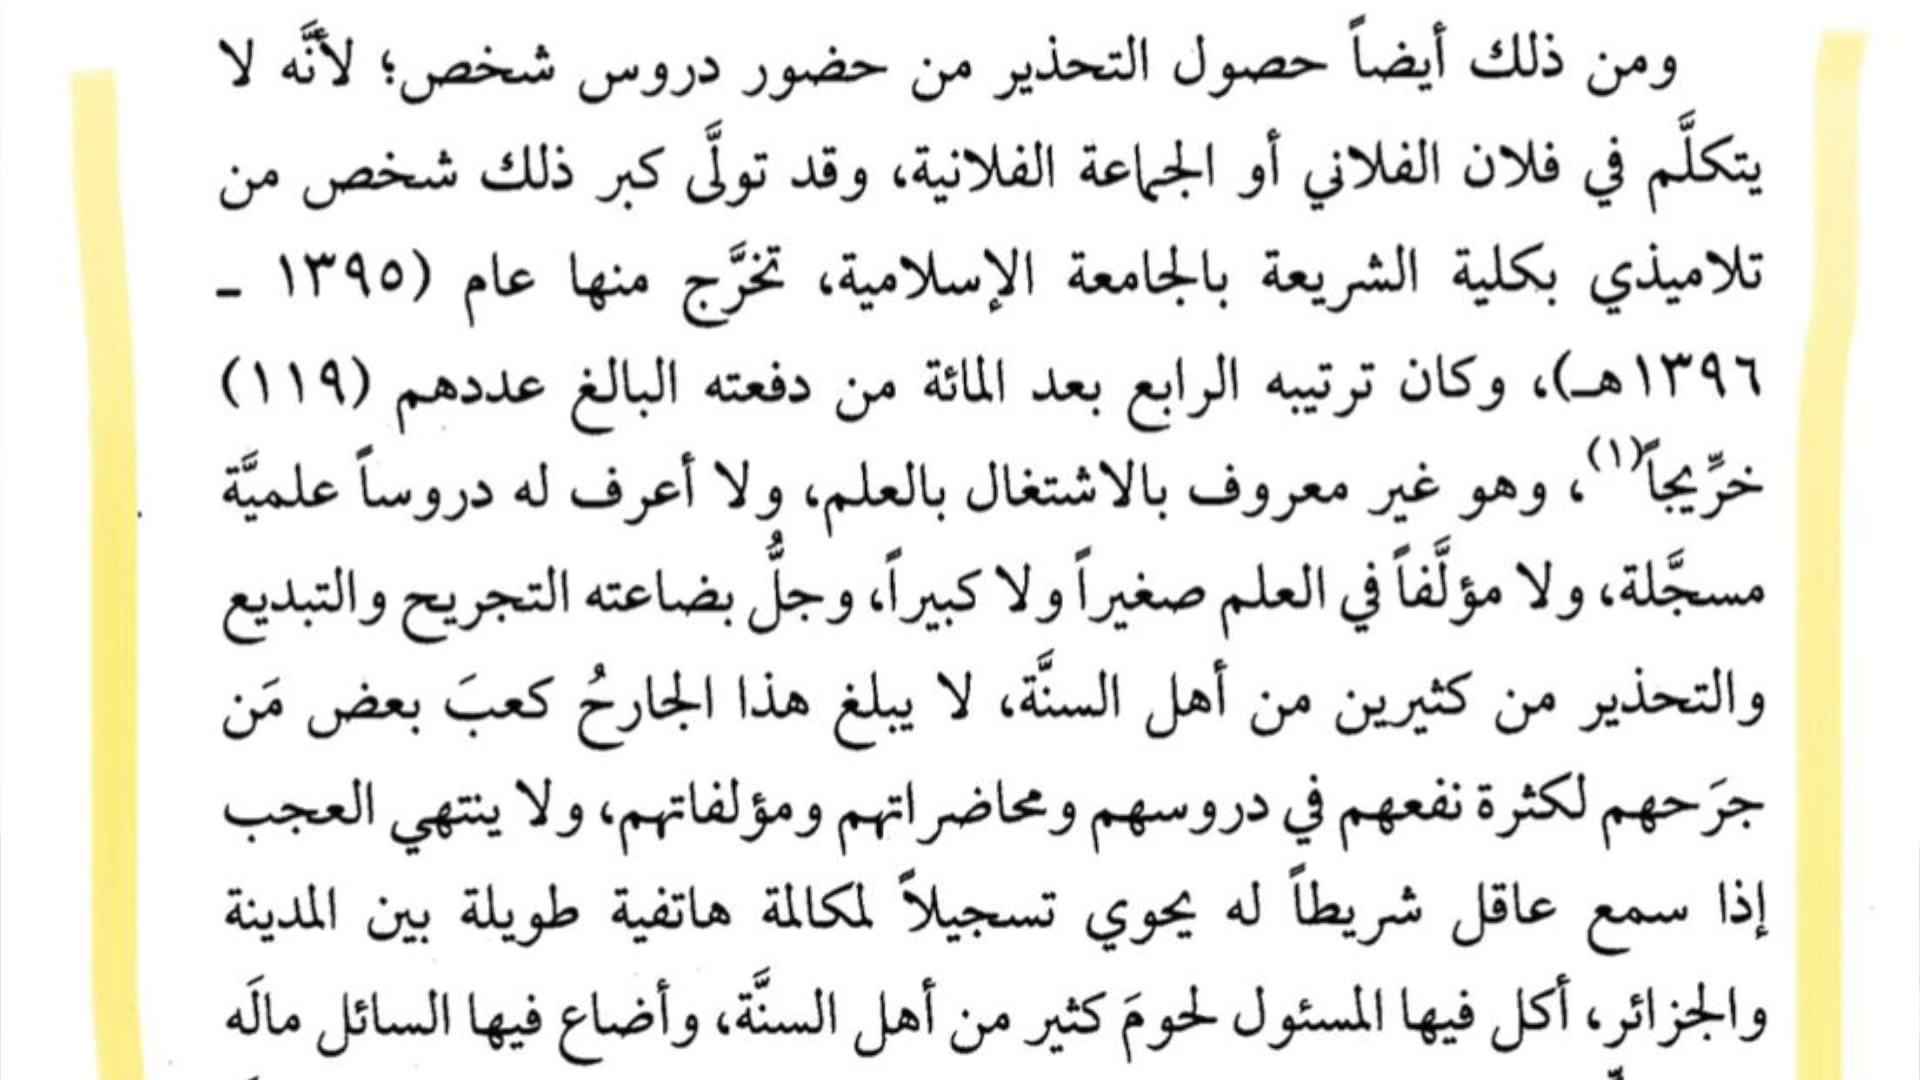 ومن ذلك أيضاً حصول التحذير من حضور دروس شخص؛ لأنَّه لا
يتكلَّم في فلان الفلاني أو الجماعة الفلانية، وقد تولَّى كبر ذلك شخص من
تلاميذي بكلية الشريعة بالجامعة الإسلامية، تخرَّج منها عام (١٣٩٥ ـ
١٣٩٦هـ)، وكان ترتيبه الرابع بعد المائة من دفعته البالغ عددهم (١١٩)
خرِّيجاً(١)، وهو غير معروف بالاشتغال بالعلم، ولا أعرف له دروساً علميَّة
مسجَّلة، ولا مؤلَّفاً في العلم صغيراً ولا كبيراً، وجلُّ بضاعته التجريح والتبديع
والتحذير من كثيرين من أهل السنَّة، لا يبلغ هذا الجارحُ كعبَ بعض مَن
جرَحهم لكثرة نفعهم في دروسهم ومحاضراتهم ومؤلفاتهم، ولا ينتهي العجب
إذا سمع عاقل شريطاً له يحوي تسجيلاً لمكالمة هاتفية طويلة بين المدينة
والجزائر، أكل فيها المسئول لحومَ كثير من أهل السنَّة، وأضاع فيها السائل مالَه